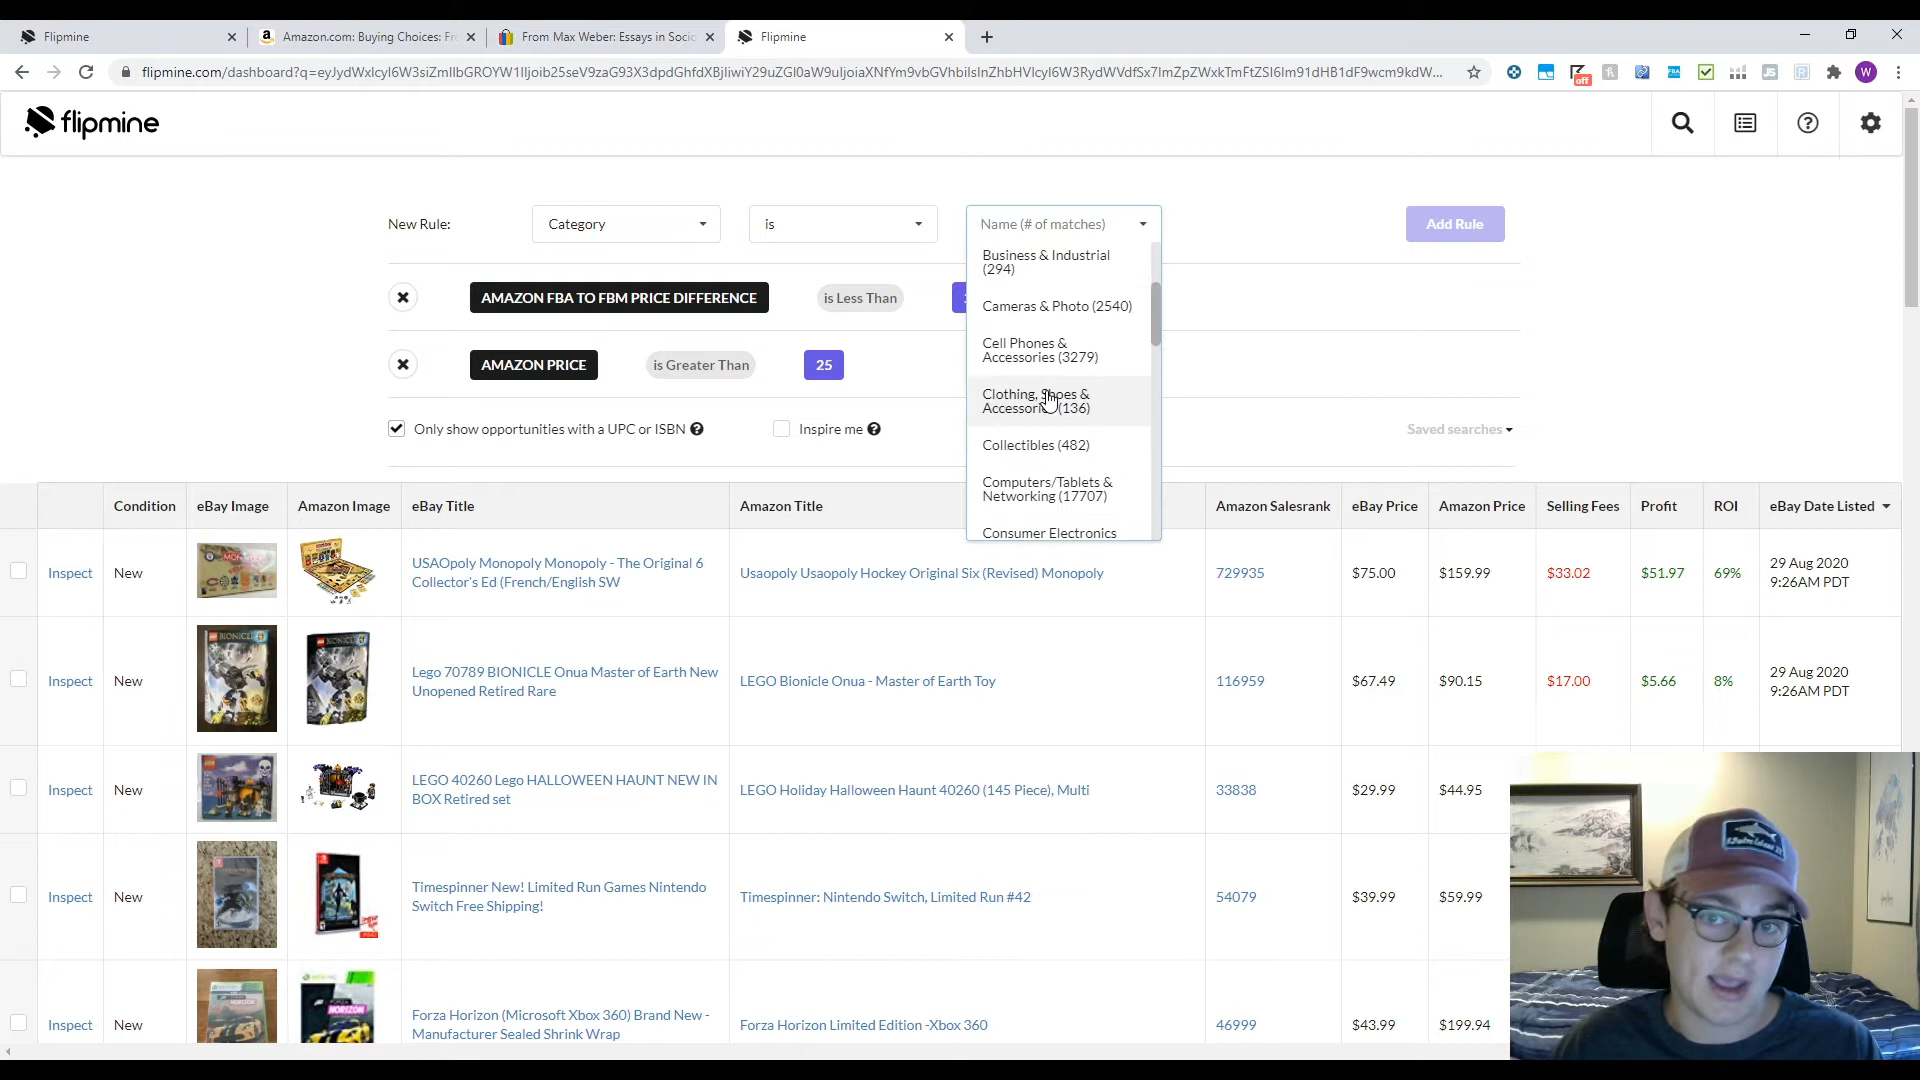 Flipmine
Amazon.com: Buying Choices: Fr
From Max Weber: Essays in Socio
Flipmine
flipmine.com/dashboard?q=
off
FBA
JS
W
flipmine
New Rule:
Category
is
Name (# of matches)
Add Rule
Business & Industrial
(294)
AMAZON FBA TO FBM PRICE DIFFERENCE
is Less Than
Cameras & Photo (2540)
Cell Phones &
Accessories (3279)
AMAZON PRICE
is Greater Than
25
Clothing, Shoes &
(136)
Only show opportunities with a UPC or ISBN
Inspire me
Saved searches
Collectibles (482)
Computers/Tablets &
Networking (17707)
Consumer Electronics
Condition
eBay Image
Amazon Image
eBay Title
Amazon Title
Amazon Salesrank
eBay Price
Amazon Price
Selling Fees
Profit
ROI
eBay Date Listed
Inspect
New
USAOpoly Monopoly Monopoly - The Original 6
Collector's Ed (French/English SW
Usaopoly Usaopoly Hockey Original Six (Revised) Monopoly
729935
$75.00
$159.99
$33.02
$51.97
69%
29 Aug 2020
9:26AM PDT
Inspect
New
BIONICLE
Lego 70789 BIONICLE Onua Master of Earth New
Unopened Retired Rare
LEGO Bionicle Onua - Master of Earth Toy
116959
$67.49
$90.15
$17.00
$5.66
8%
29 Aug 2020
9:26AM PDT
Inspect
New
LEGO 40260 Lego HALLOWEEN HAUNT NEW IN
BOX Retired set
LEGO Holiday Halloween Haunt 40260 (145 Piece), Multi
33838
$29.99
$44.95
Inspect
New
Timespinner New! Limited Run Games Nintendo
Switch Free Shipping!
Timespinner: Nintendo Switch, Limited Run #42
54079
$39.99
$59.99
Inspect
New
HORIZON
Forza Horizon (Microsoft Xbox 360) Brand New -
Manufacturer Sealed Shrink Wrap
Forza Horizon Limited Edition -Xbox 360
46999
$43.99
$199.94